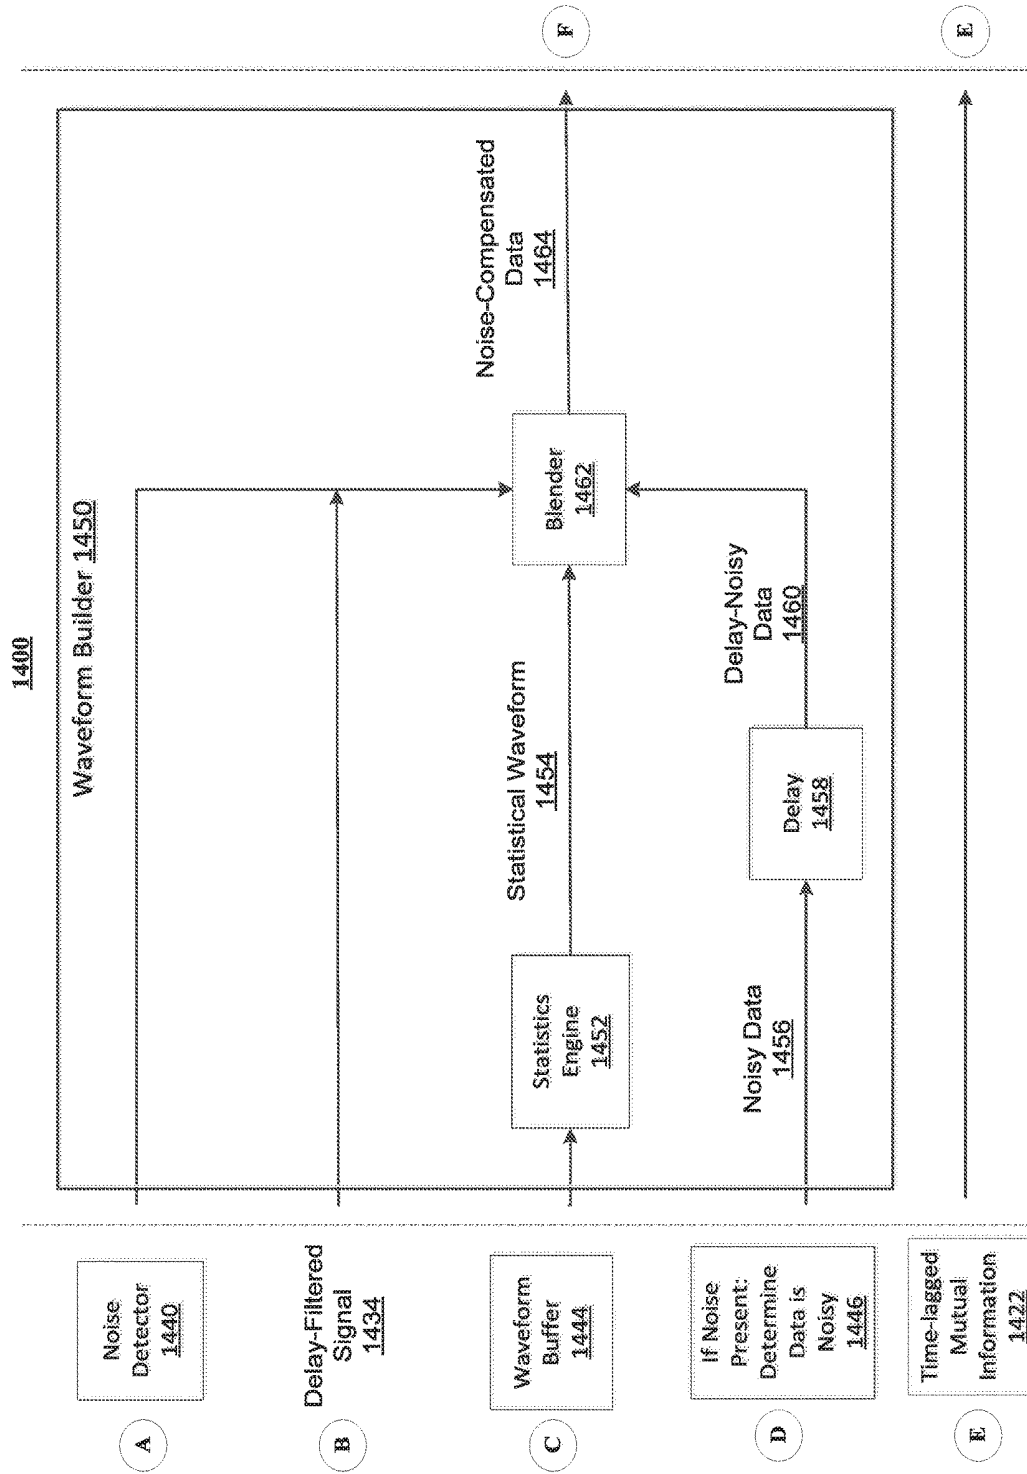 1400
Waveform Builder 1450
A
Noise
Detector
1440
B
Delay-Filtered
Signal
1434
C
Waveform
Buffer
1444
Statistics
Engine
1452
Statistical Waveform
1454
Blender
1462
Noise-Compensated
Data
1464
F
D
If Noise
Present:
Determine
Data is
Noisy
1446
Noisy Data
1456
Delay
1458
Delay-Noisy
Data
1460
E
Time-lagged
Mutual
Information
1422
E